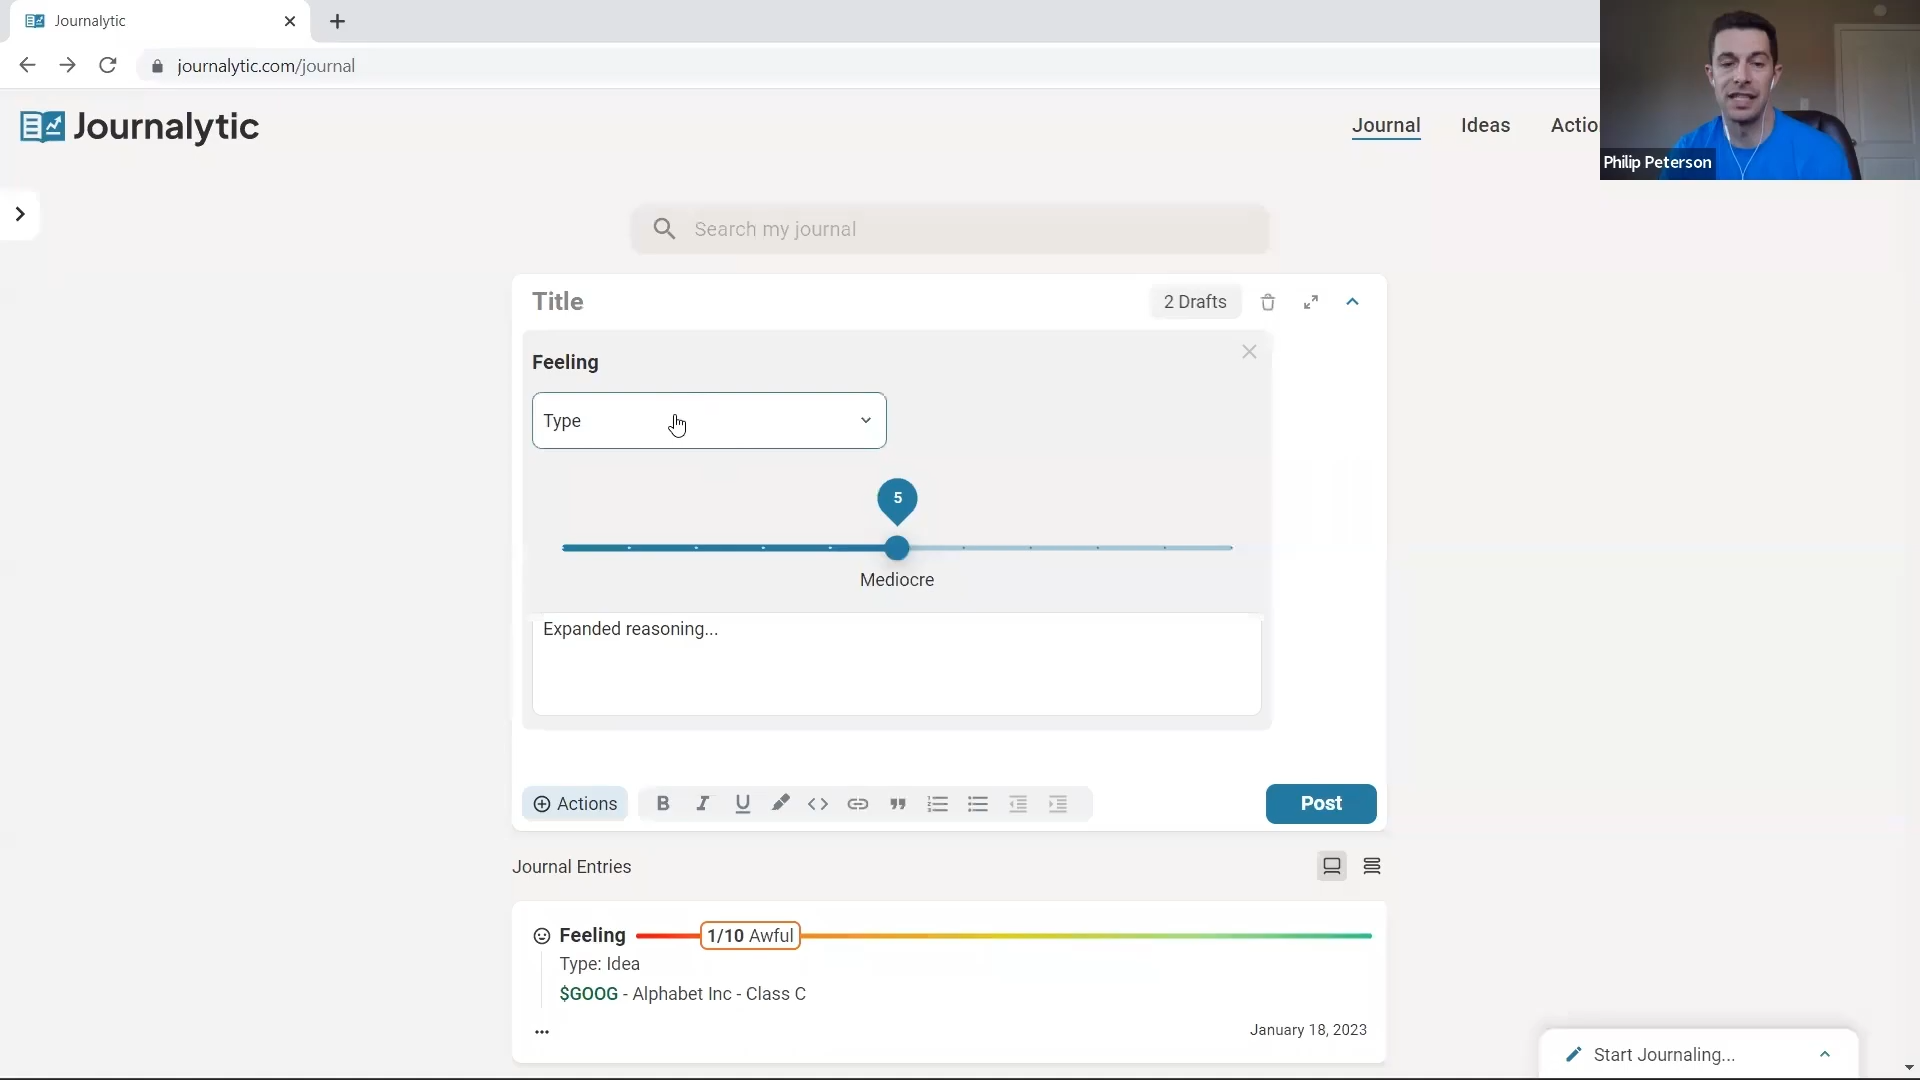 Journalytic
journalytic.com/journal
Journalytic
Journal
Ideas
Actio
Philip Peterson
Search my journal
Title
2 Drafts
Feeling
Type
5
Mediocre
Expanded reasoning...
Actions
B I U
Post
Journal Entries
Feeling
1/10 Awful
Type: Idea
$GOOG - Alphabet Inc - Class C
January 18, 2023
Start Journaling...